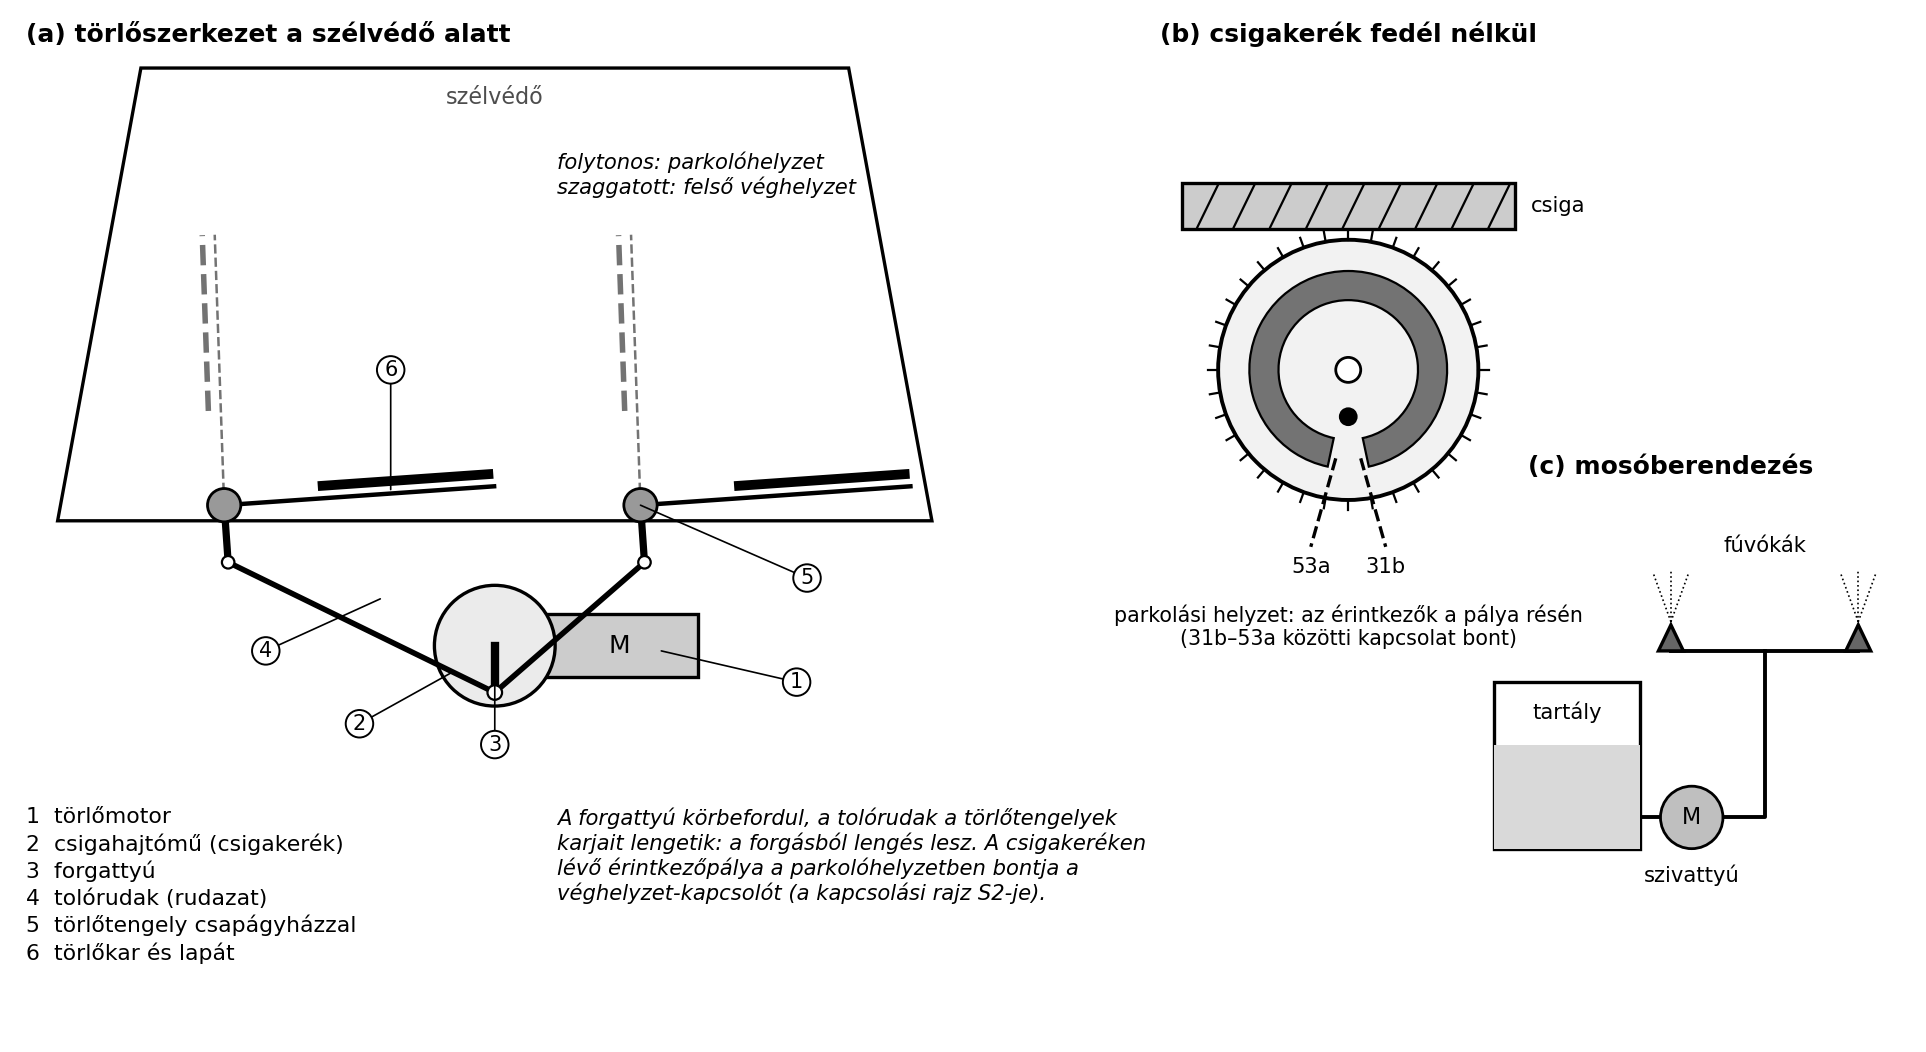 (a) törlőszerkezet a szélvédő alatt
szélvédő
folytonos: parkolóhelyzet
szaggatott: felső véghelyzet
6
5
4
M
1
2
3
1 törlőmotor
2 csigahajtómű (csigakerék)
3 forgattyú
4 tolórudak (rudazat)
5 törlőtengely csapágyházzal
6 törlőkar és lapát
A forgattyú körbefordul, a tolórudak a törlőtengelyek
karjait lengetik: a forgásból lengés lesz. A csigakeréken
lévő érintkezőpálya a parkolóhelyzetben bontja a
véghelyzet-kapcsolót (a kapcsolási rajz S2-je).
(b) csigakerék fedél nélkül
csiga
53a 31b
parkolási helyzet: az érintkezők a pálya résén
(31b–53a közötti kapcsolat bont)
(c) mosóberendezés
fúvókák
tartály
M
szivattyú